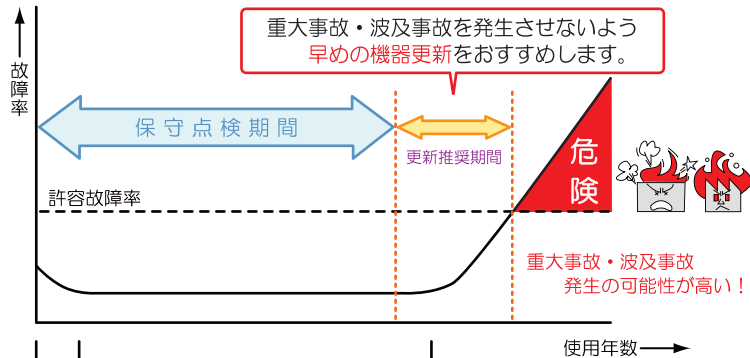 重大事故・波及事故を発生させないよう
早めの機器更新をおすすめします。
故障率
保守点検期間
更新推奨期間
危険
許容故障率
重大事故・波及事故
発生の可能性が高い！
使用年数